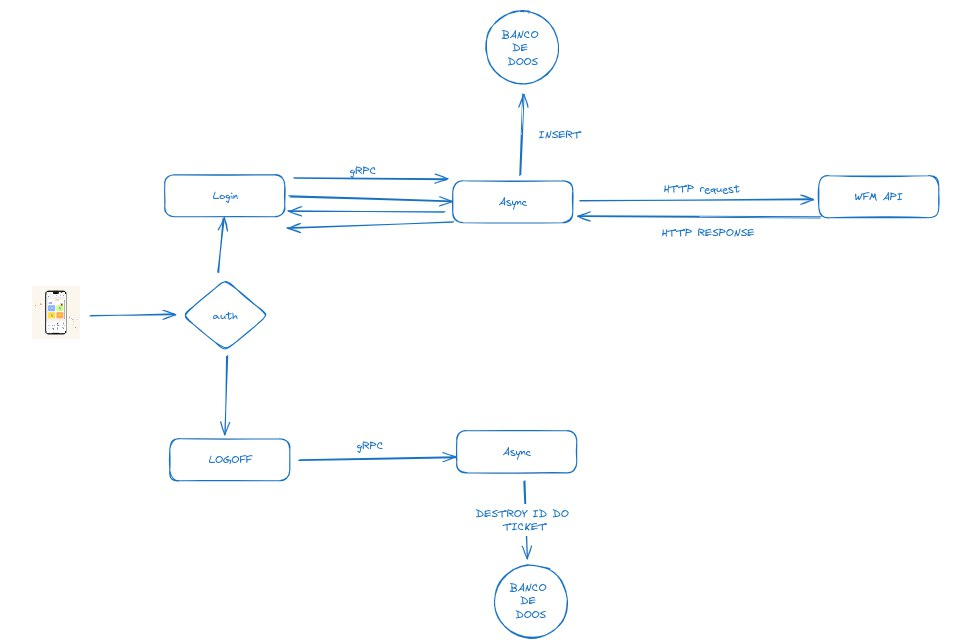 BANCO
DE
DOOS
INSERT
gRPC
Login
Async
HTTP request
WFM API
HTTP RESPONSE
auth
LOGOFF
gRPC
Async
DESTROY ID DO
TICKET
BANCO
DE
DOOS